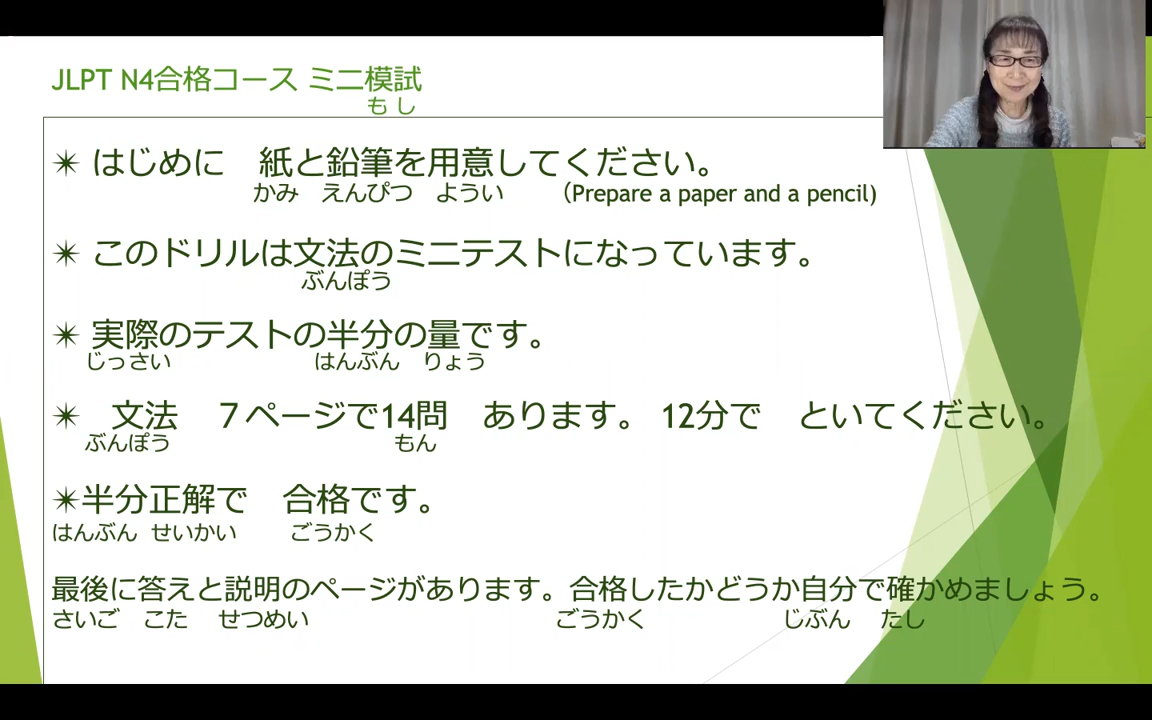 JLPT N4合格コース ミニ模試
もし
✴ はじめに　紙と鉛筆を用意してください。
かみ　えんぴつ　ようい　（Prepare a paper and a pencil)
✴ このドリルは文法のミニテストになっています。
ぶんぽう
✴ 実際のテストの半分の量です。
じっさい　はんぶん　りょう
✴　文法　７ページで14問　あります。 12分で　といてください。
ぶんぽう　もん
✴半分正解で　合格です。
はんぶん せいかい　ごうかく
最後に答えと説明のページがあります。合格したかどうか自分で確かめましょう。
さいご　こた　せつめい　ごうかく　じぶん　たし